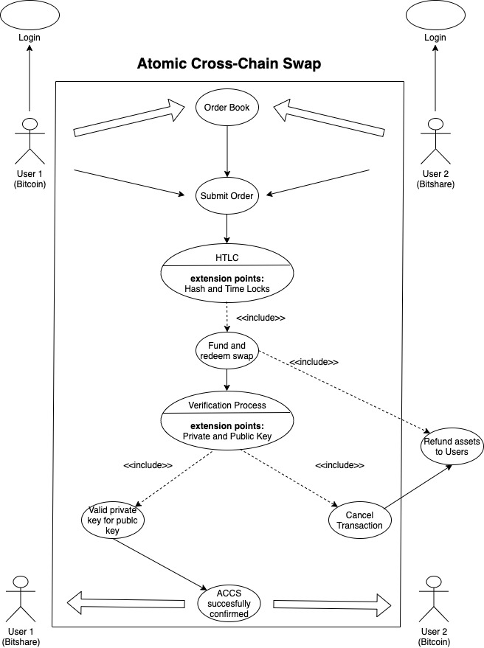 Login
Login
Atomic Cross-Chain Swap
Order Book
User 1
(Bitcoin)
User 2
(Bitshare)
Submit Order
HTLC
extension points:
Hash and Time Locks
<<include>>
Fund and
redeem swap
<<include>>
Verification Process
extension points:
Private and Public Key
Refund assets
to Users
<<include>>
<<include>>
Valid private
key for publc
key
Cancel
Transaction
ACCS
succesfully
confirmed
User 1
(Bitshare)
User 2
(Bitcoin)